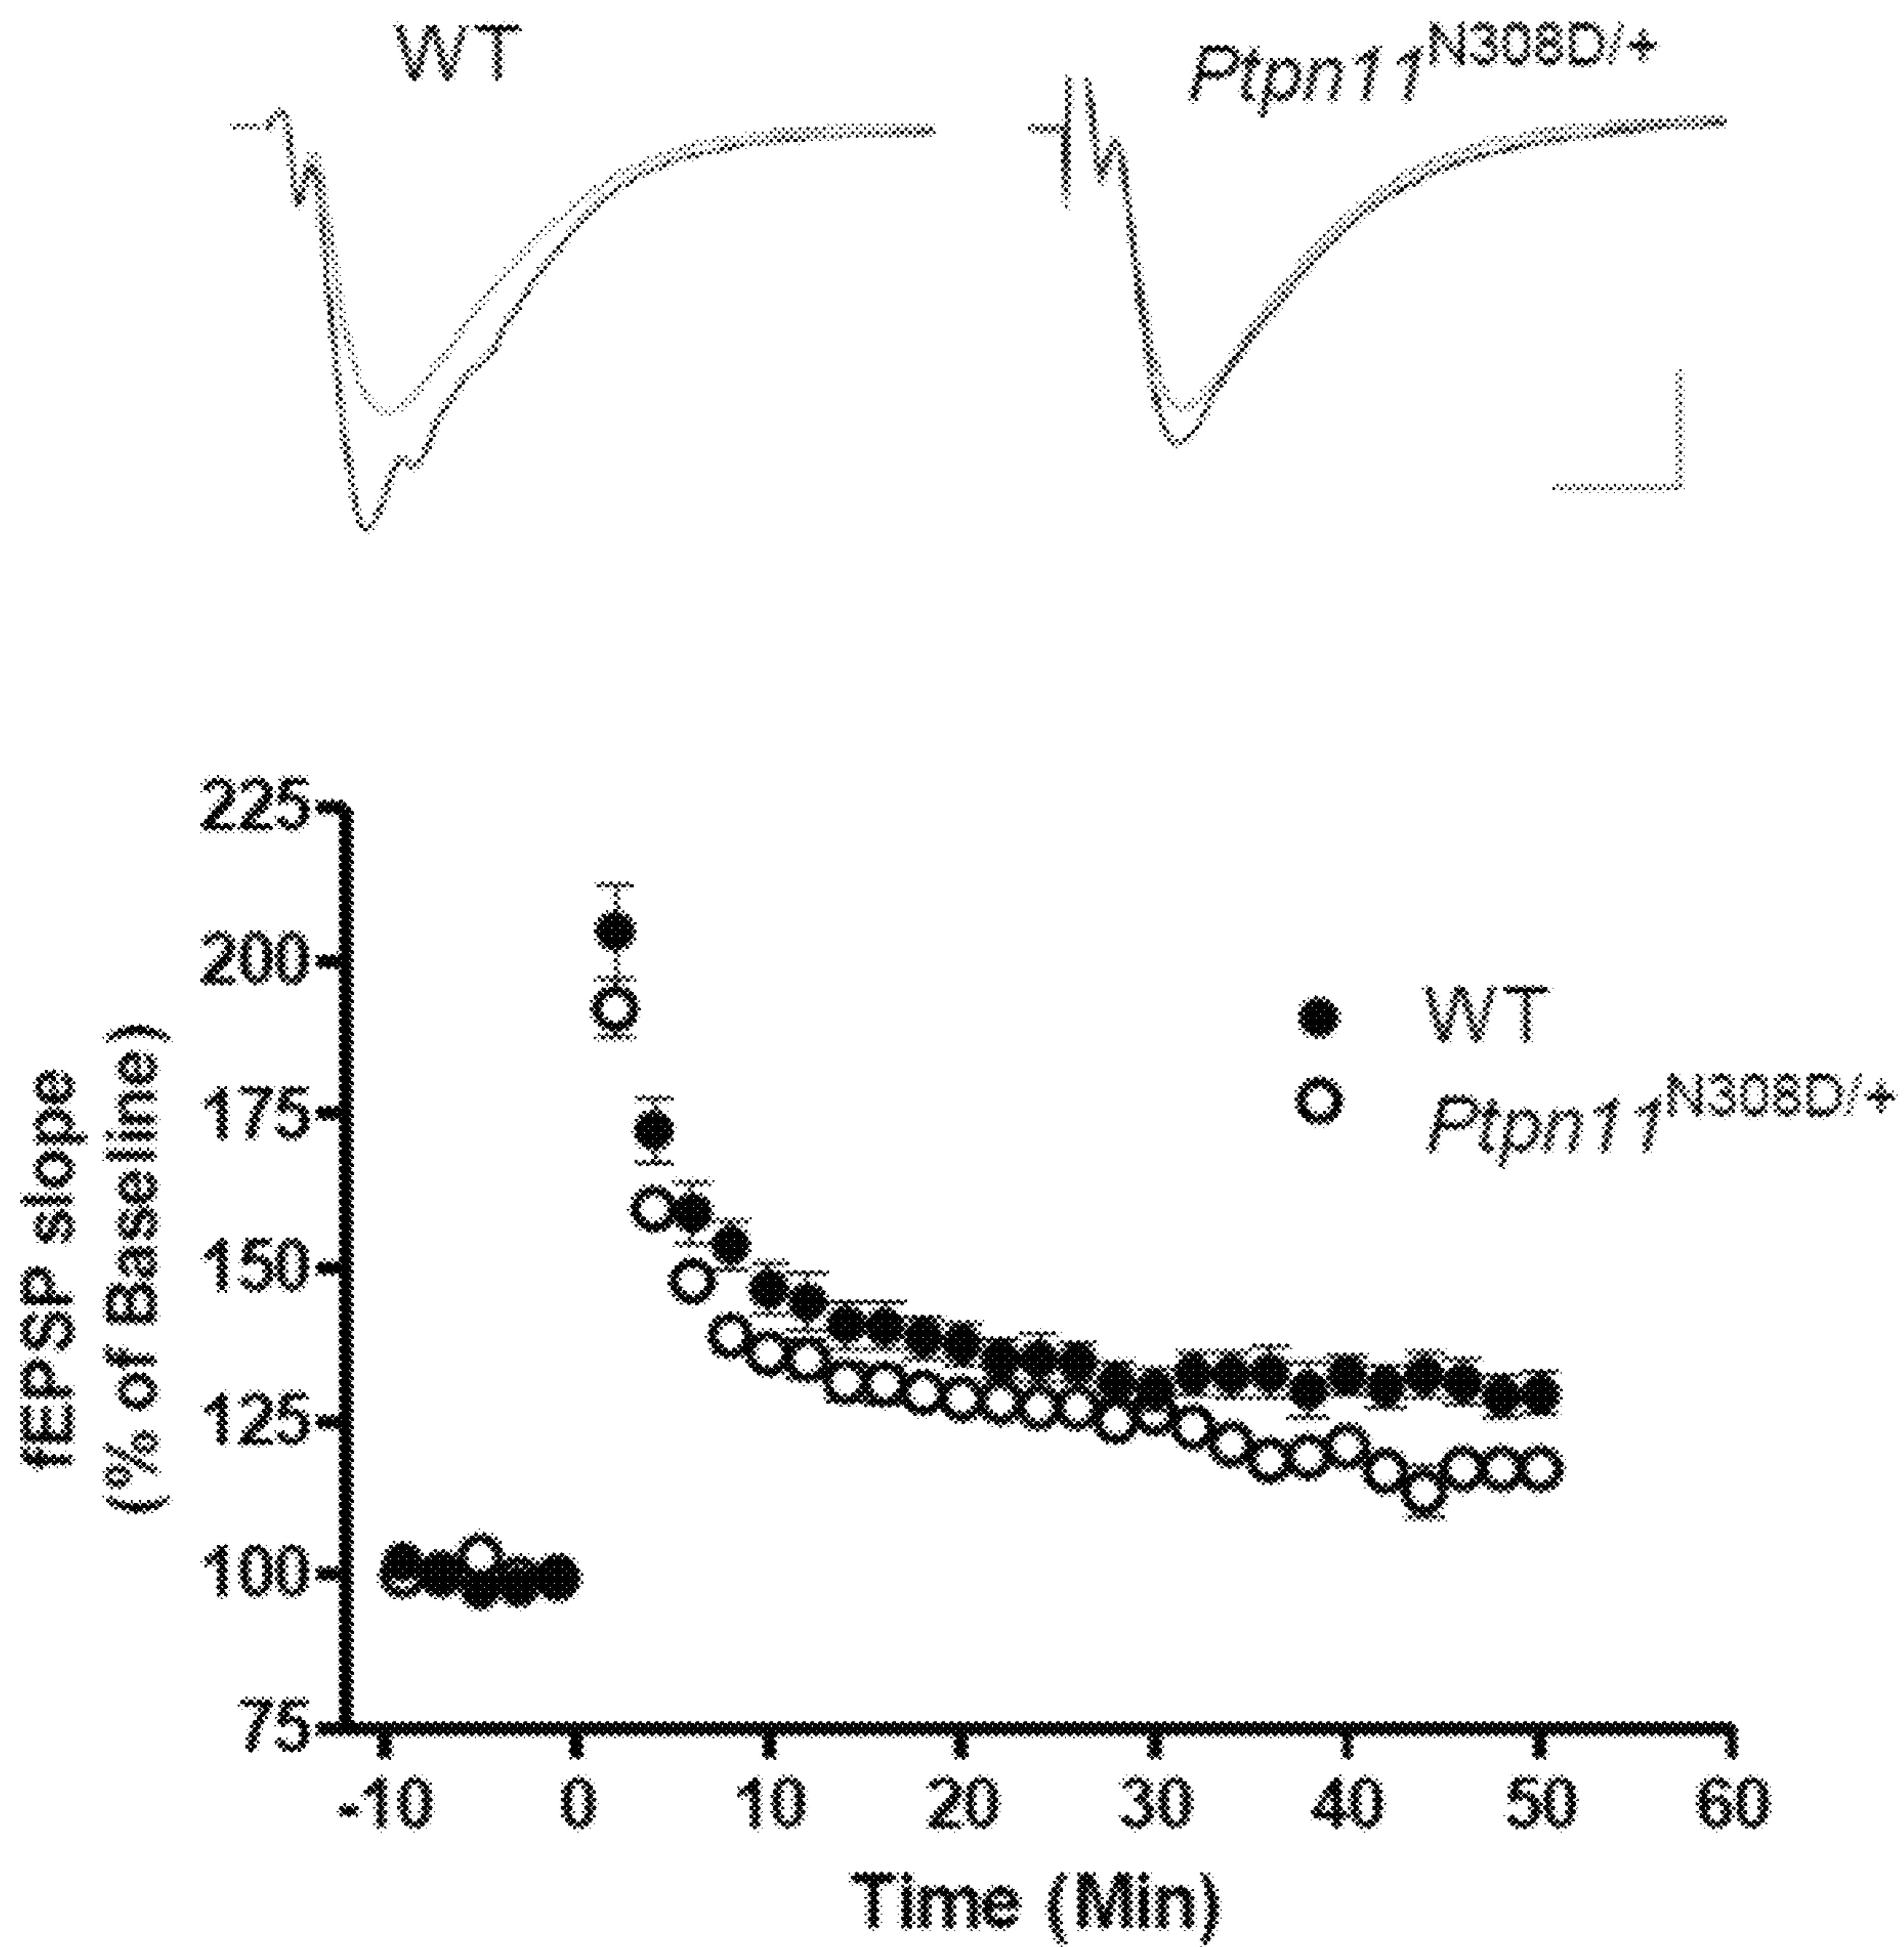 WT
Ptpn11N308D/+
225
200
175
150
125
100
75
fEPSP slope
(% of Baseline)
WT
Ptpn11N308D/+
-10 0 10 20 30 40 50 60
Time (Min)